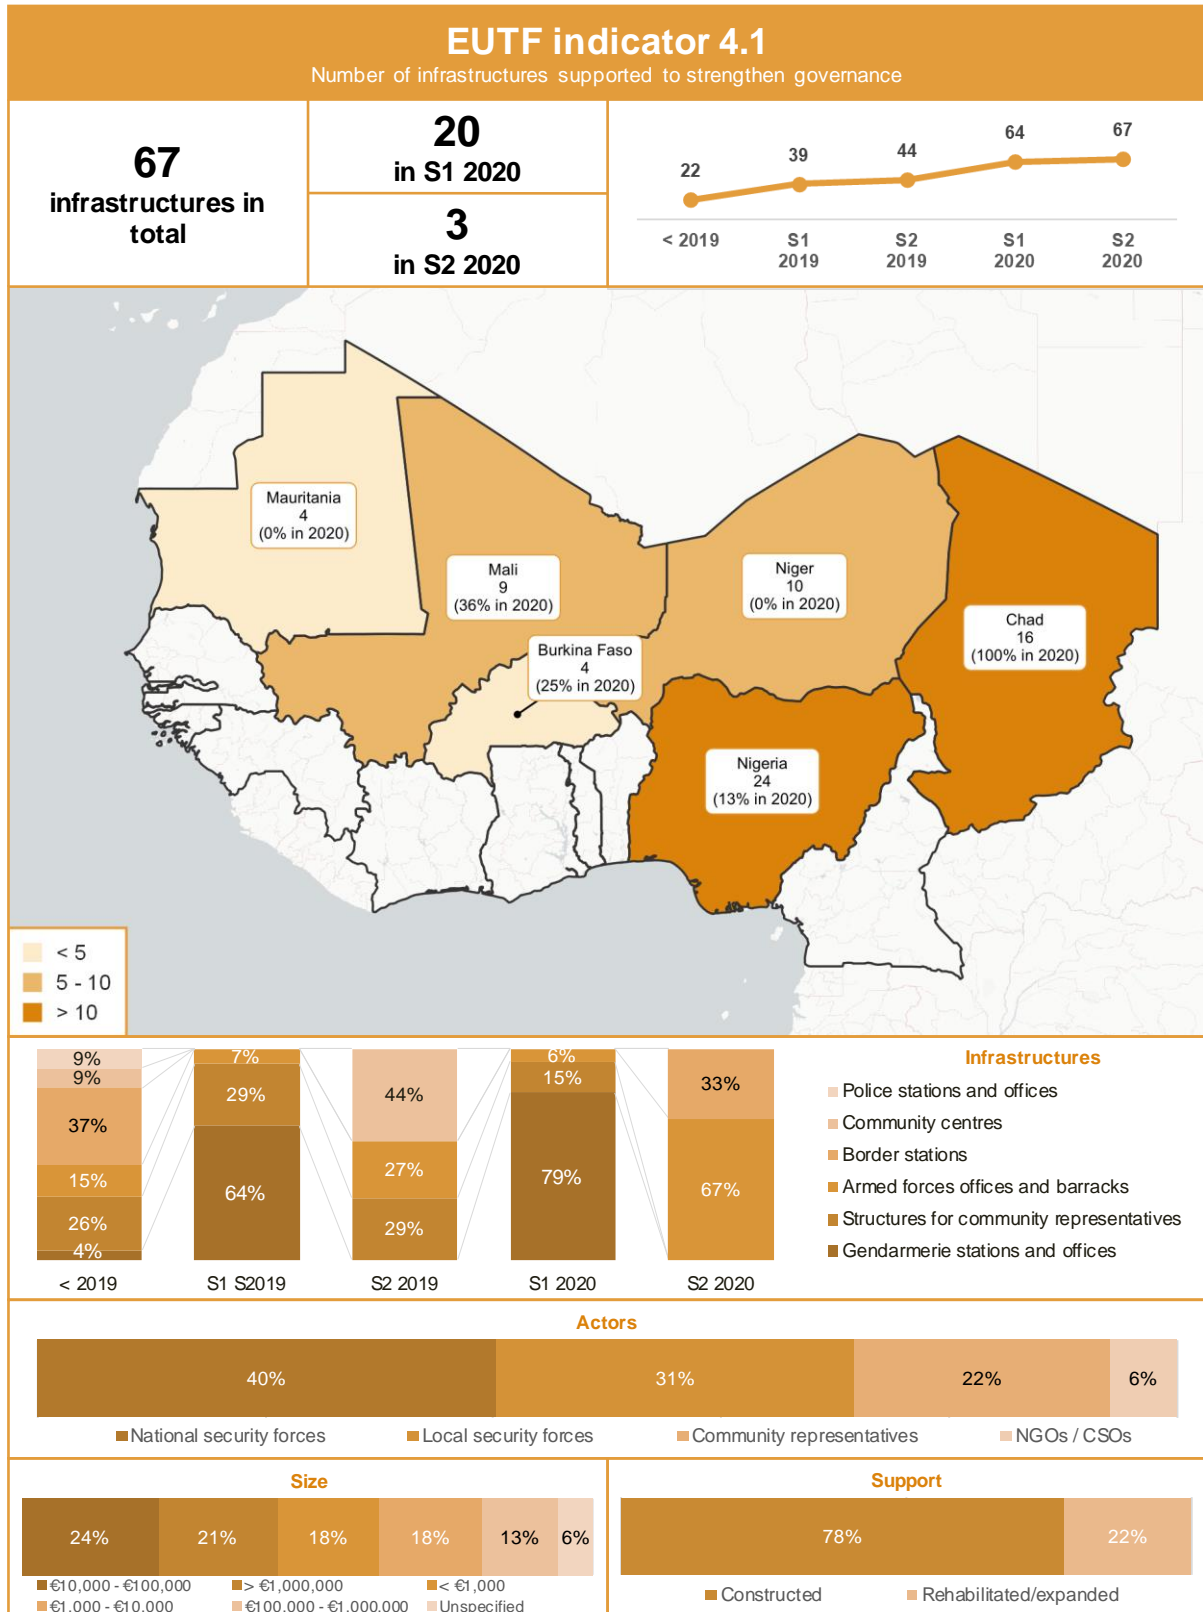 EUTF indicator 4.1
Number of infrastructures supported to strengthen governance
67
infrastructures in
total
20
in S1 2020
3
in S2 2020
22
39
44
64
67
< 2019
S1
2019
S2
2019
S1
2020
S2
2020
Mauritania
4
(0% in 2020)
Mali
9
(36% in 2020)
Niger
10
(0% in 2020)
Chad
16
(100% in 2020)
Burkina Faso
4
(25% in 2020)
Nigeria
24
(13% in 2020)
< 5
5 - 10
> 10
9%
9%
37%
15%
26%
4%
< 2019
7%
29%
64%
S1 S2019
44%
27%
29%
S2 2019
6%
15%
79%
S1 2020
33%
67%
S2 2020
Infrastructures
Police stations and offices
Community centres
Border stations
Armed forces offices and barracks
Structures for community representatives
Gendarmerie stations and offices
Actors
40% 31% 22% 6%
National security forces Local security forces Community representatives NGOs / CSOs
Size
24% 21% 18% 18% 13% 6%
€10,000 - €100,000 > €1,000,000 < €1,000
€1,000 - €10,000 €100,000 - €1,000,000 Unspecified
Support
78% 22%
Constructed Rehabilitated/expanded